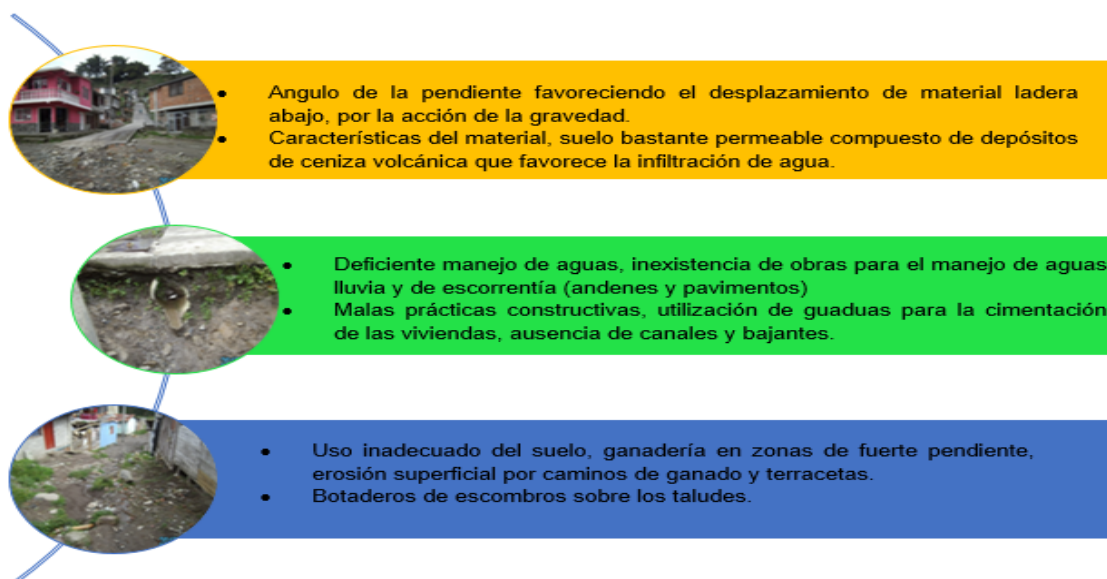 • Angulo de la pendiente favoreciendo el desplazamiento de material ladera
abajo, por la acción de la gravedad.
• Características del material, suelo bastante permeable compuesto de depósitos
de ceniza volcánica que favorece la infiltración de agua.
• Deficiente manejo de aguas, inexistencia de obras para el manejo de aguas
lluvia y de escorrentía (andenes y pavimentos)
• Malas prácticas constructivas, utilización de guaduas para la cimentación
de las viviendas, ausencia de canales y bajantes.
• Uso inadecuado del suelo, ganadería en zonas de fuerte pendiente,
erosión superficial por caminos de ganado y terracetas.
• Botaderos de escombros sobre los taludes.